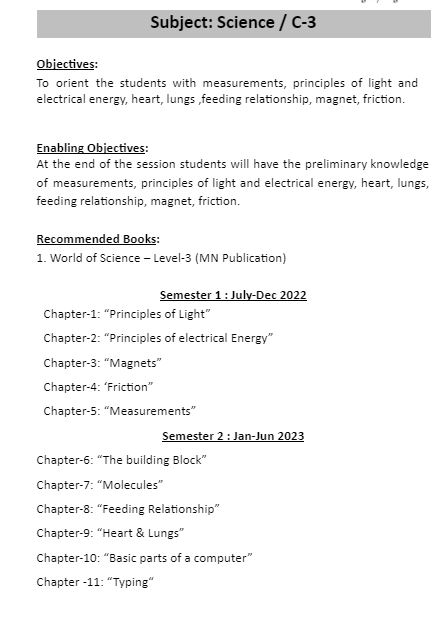 Subject: Science / C-3
Objectives:
To orient the students with measurements, principles of light and
electrical energy, heart, lungs ,feeding relationship, magnet, friction.
Enabling Objectives:
At the end of the session students will have the preliminary knowledge
of measurements, principles of light and electrical energy, heart, lungs,
feeding relationship, magnet, friction.
Recommended Books:
1. World of Science – Level-3 (MN Publication)
Semester 1 : July-Dec 2022
Chapter-1: “Principles of Light”
Chapter-2: “Principles of electrical Energy”
Chapter-3: “Magnets”
Chapter-4: ‘Friction”
Chapter-5: “Measurements”
Semester 2 : Jan-Jun 2023
Chapter-6: “The building Block”
Chapter-7: “Molecules”
Chapter-8: “Feeding Relationship”
Chapter-9: “Heart & Lungs”
Chapter-10: “Basic parts of a computer”
Chapter -11: “Typing“